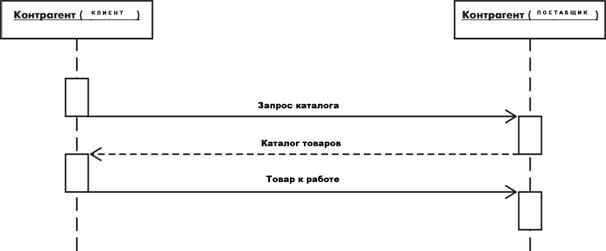 Контрагент (КЛИЕНТ)
Контрагент (ПОСТАВЩИК)
Запрос каталога
Каталог товаров
Товар к работе